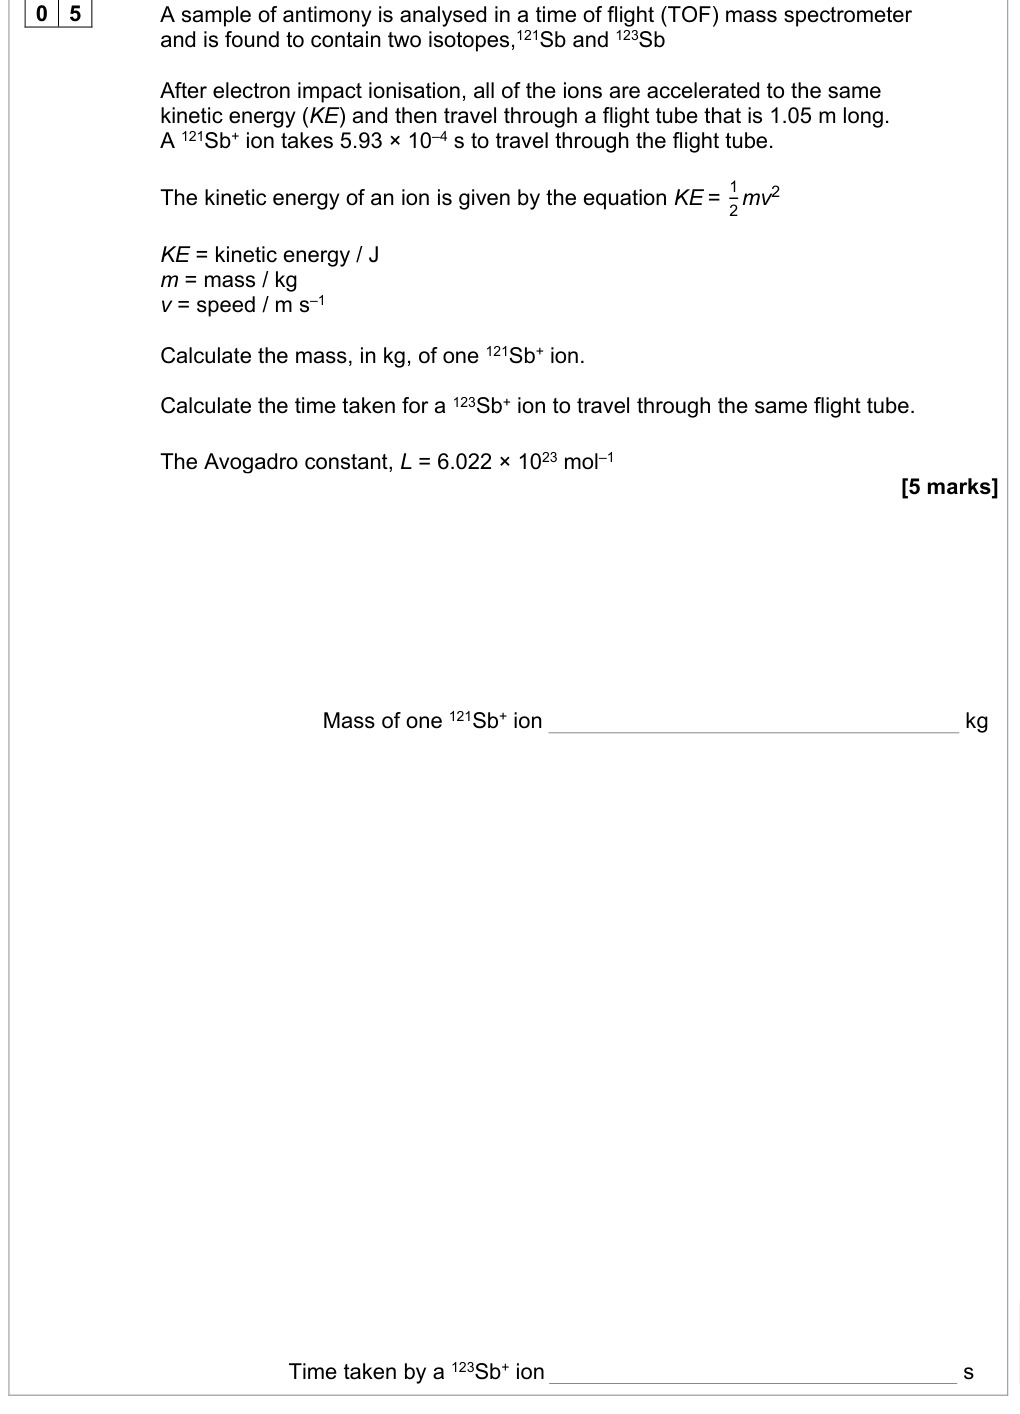 0 5
A sample of antimony is analysed in a time of flight (TOF) mass spectrometer
and is found to contain two isotopes,¹²¹Sb and ¹²³Sb
After electron impact ionisation, all of the ions are accelerated to the same
kinetic energy (KE) and then travel through a flight tube that is 1.05 m long.
A ¹²¹Sb⁺ ion takes 5.93 × 10⁻⁴ s to travel through the flight tube.
The kinetic energy of an ion is given by the equation KE = ½mv²
KE = kinetic energy / J
m = mass / kg
v = speed / m s⁻¹
Calculate the mass, in kg, of one ¹²¹Sb⁺ ion.
Calculate the time taken for a ¹²³Sb⁺ ion to travel through the same flight tube.
The Avogadro constant, L = 6.022 × 10²³ mol⁻¹
[5 marks]
Mass of one ¹²¹Sb⁺ ion kg
Time taken by a ¹²³Sb⁺ ion s